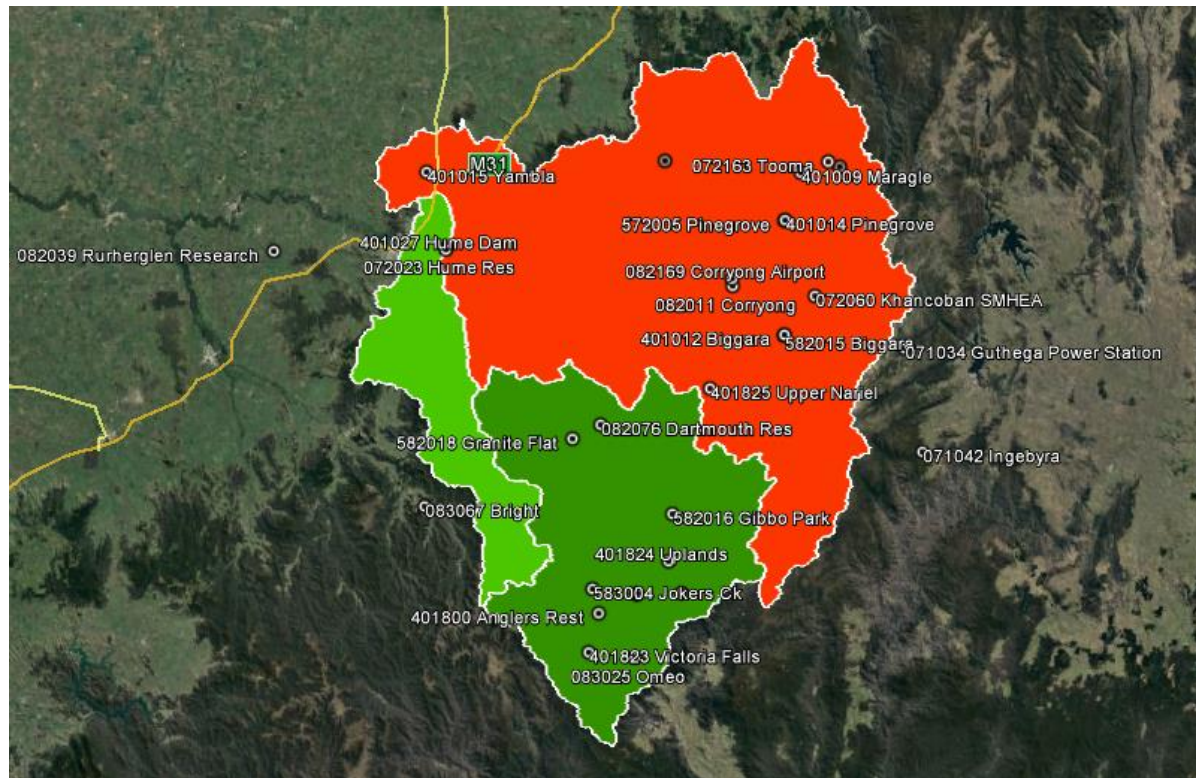 M31
072163 Tooma
401015 Yambla
401009 Maragle
572005 Pinegrove
401014 Pinegrove
401027 Hume Dam
082039 Rurherglen Research
072023 Hume Res
082169 Corryong Airport
082011 Corryong
072060 Khancoban SMHEA
401012 Biggara
582015 Biggara
071034 Guthega Power Station
401825 Upper Nariel
082076 Dartmouth Res
582018 Granite Flat
071042 Ingebyra
083067 Bright
582016 Gibbo Park
401824 Uplands
583004 Jokers Ck
401800 Anglers Rest
401823 Victoria Falls
083025 Omeo